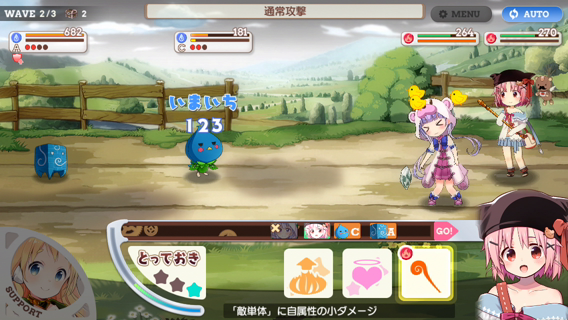 WAVE 2/3 2
通常攻撃
MENU
AUTO
682
A
181
C
264
270
いまいち
123
C
A
GO!
とっておき
SUPPORT
「敵単体」に自属性の小ダメージ